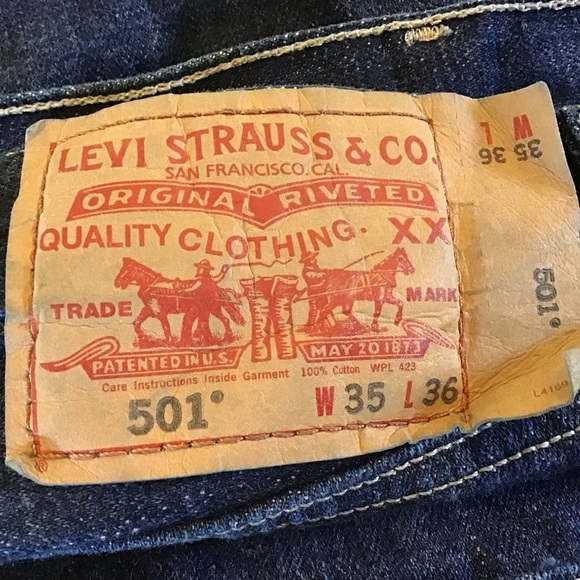 LEVI STRAUSS & CO.
SAN FRANCISCO, CAL.
ORIGINAL RIVETED
QUALITY CLOTHING. XX
TRADE MARK
PATENTED IN U.S. MAY 20 1873
Care Instructions Inside Garment 100% Cotton WPL 423
501® W 35 L 36
®
W L
35 36
501®